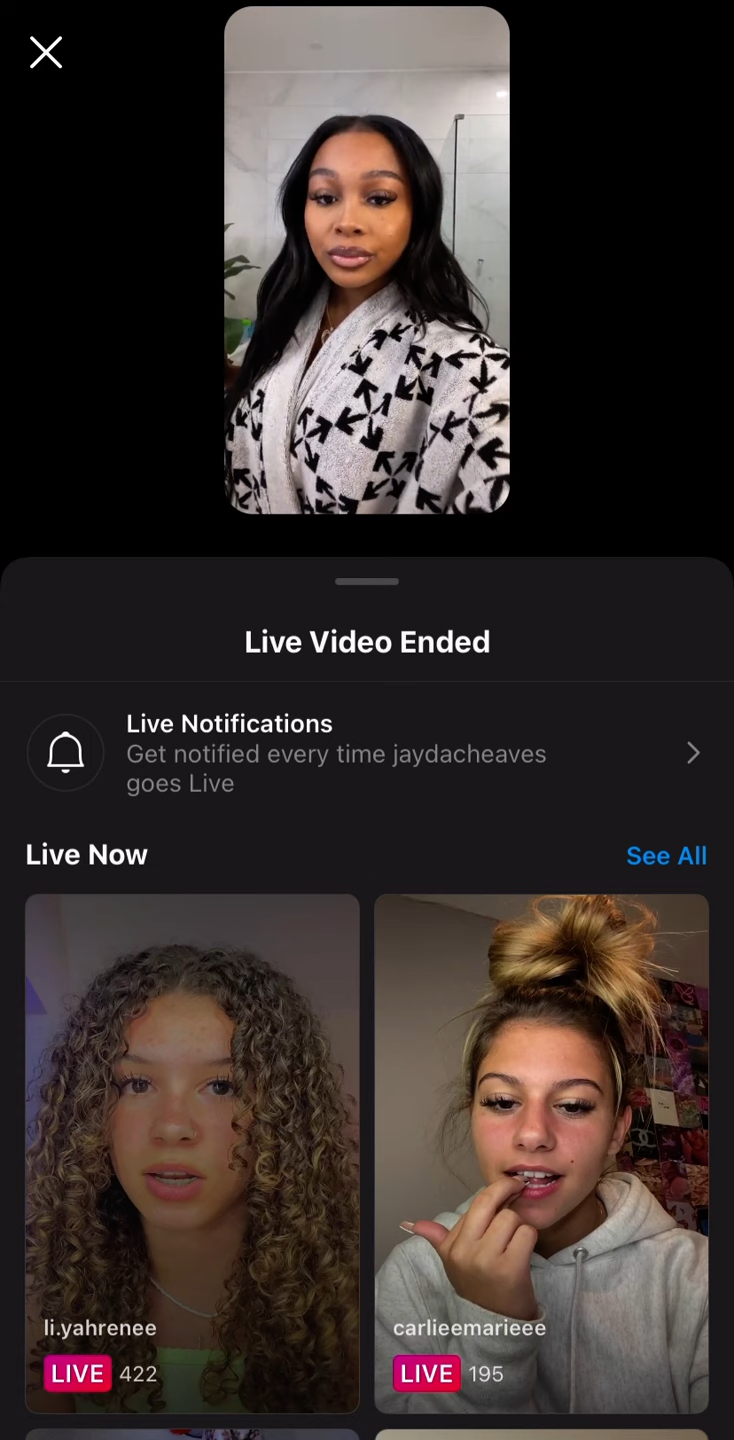 Live Video Ended
Live Notifications
Get notified every time jaydacheaves
goes Live
Live Now
See All
li.yahrenee
LIVE 422
carlieemarieee
LIVE 195